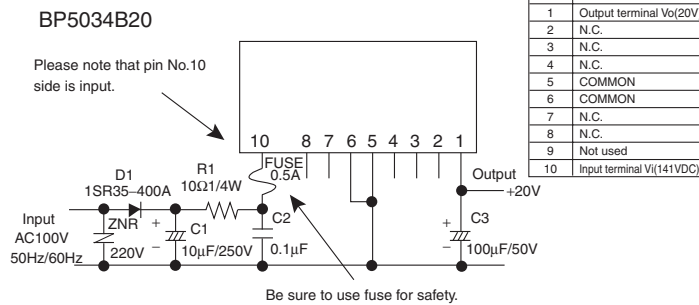 BP5034B20
Please note that pin No.10
side is input.
1 Output terminal Vo(20V
2 N.C.
3 N.C.
4 N.C.
5 COMMON
6 COMMON
7 N.C.
8 N.C.
9 Not used
10 Input terminal Vi(141VDC)
10 8 7 6 5 4 3 2 1
FUSE
0.5A
D1
1SR35–400A
R1
10Ω1/4W
Output
+20V
Input
AC100V
50Hz/60Hz
ZNR
220V
+
–
C1
10μF/250V
C2
0.1μF
+
–
C3
100μF/50V
Be sure to use fuse for safety.